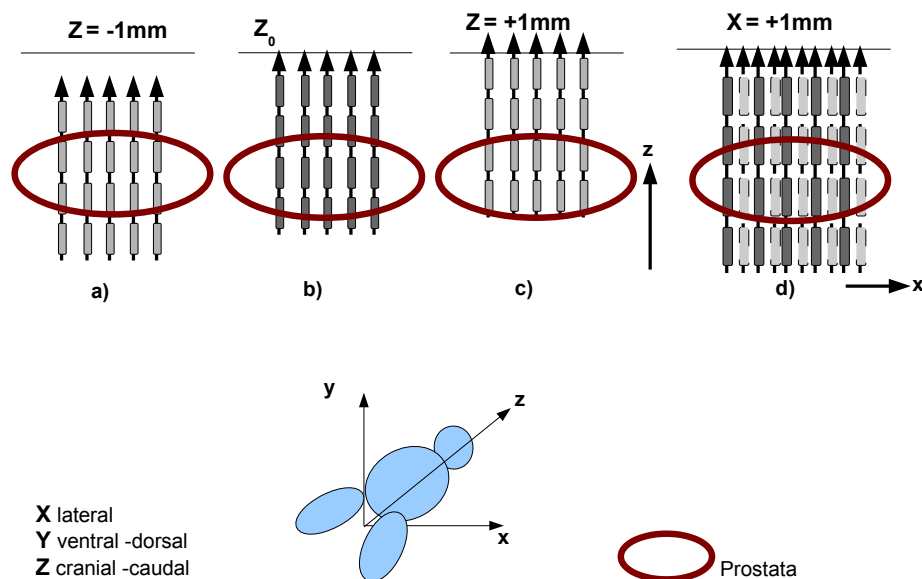 Z = -1mm
Z0
Z = +1mm
X = +1mm
z
x
a)
b)
c)
d)
y
z
x
X lateral
Y ventral -dorsal
Z cranial -caudal
Prostata